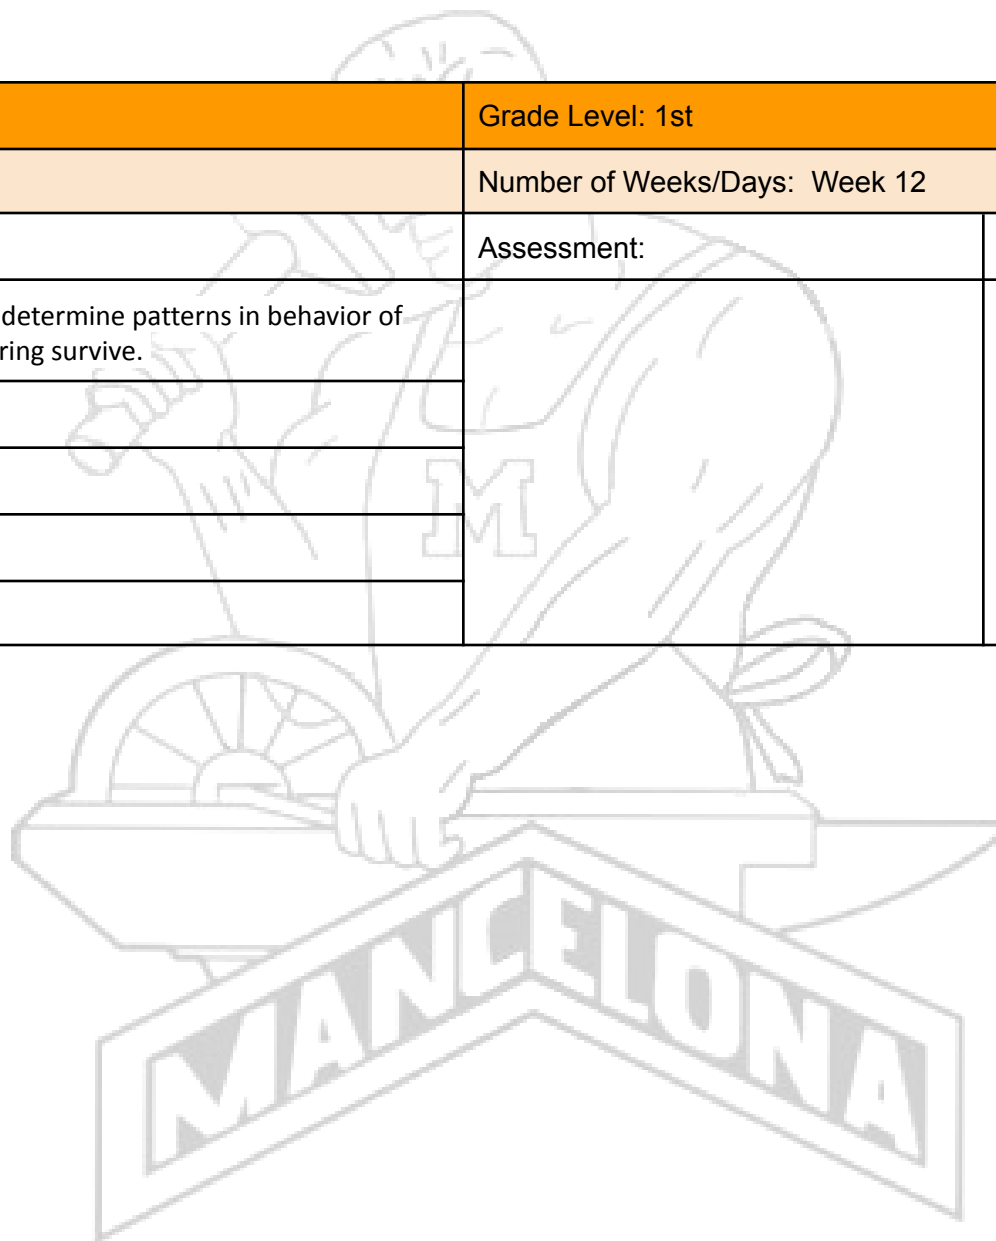 Grade Level: 1st
Number of Weeks/Days: Week 12
Assessment:
determine patterns in behavior of
ring survive.
M
MANCELONA